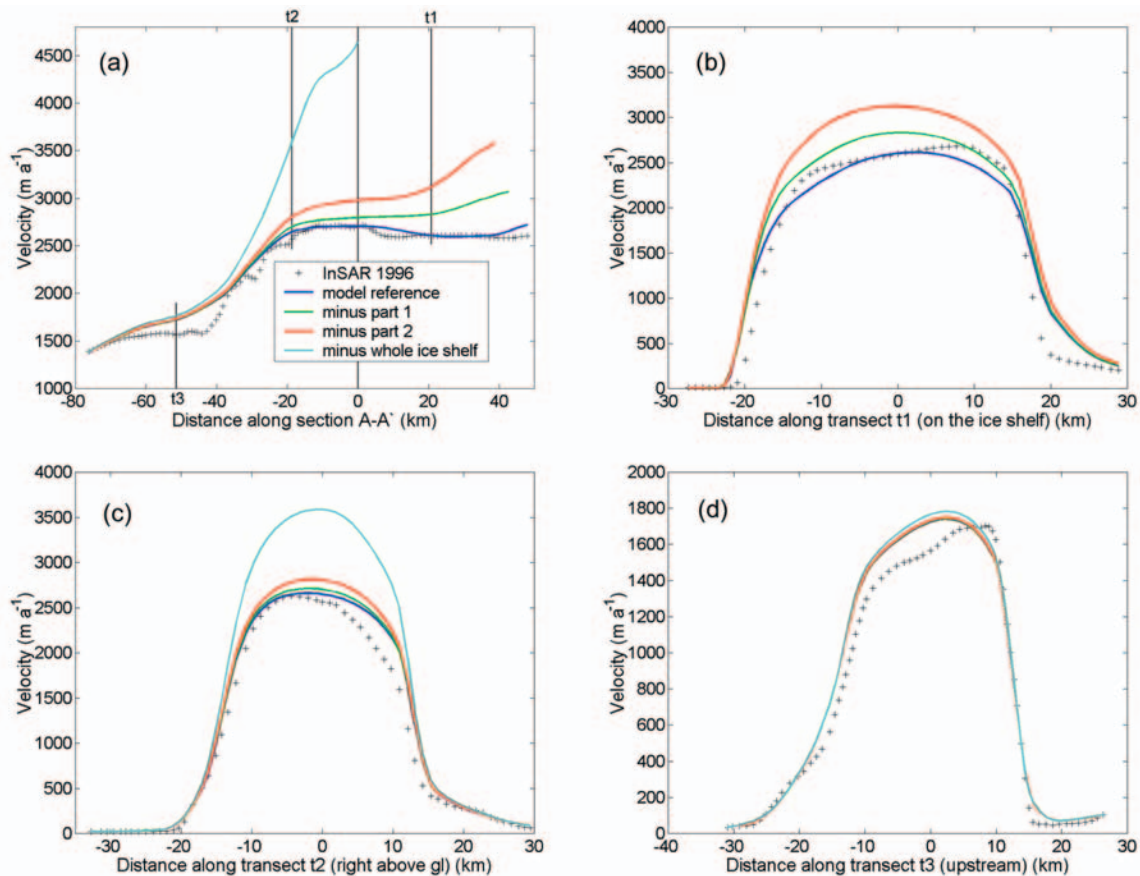 t2 t1
(a)
4500
4000
3500
3000
2500
2000
1500
1000
Velocity (m a-1)
InSAR 1996
model reference
minus part 1
minus part 2
minus whole ice shelf
-80 -60 -40 -20 0 20 40
t3
Distance along section A-A` (km)
(b)
4000
3500
3000
2500
2000
1500
1000
500
0
Velocity (m a-1)
-30 -20 -10 0 10 20 30
Distance along transect t1 (on the ice shelf) (km)
(c)
4000
3500
3000
2500
2000
1500
1000
500
0
Velocity (m a-1)
-30 -20 -10 0 10 20 30
Distance along transect t2 (right above gl) (km)
(d)
2000
1800
1600
1400
1200
1000
800
600
400
200
0
Velocity (m a-1)
-40 -30 -20 -10 0 10 20 30
Distance along transect t3 (upstream) (km)